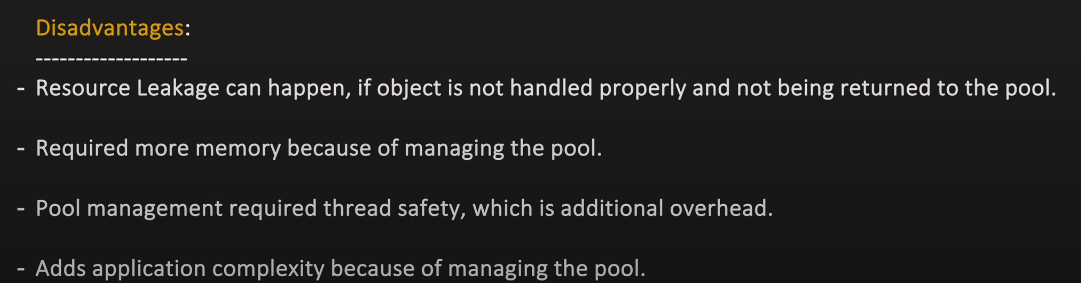 Disadvantages:
-------------------
- Resource Leakage can happen, if object is not handled properly and not being returned to the pool.
- Required more memory because of managing the pool.
- Pool management required thread safety, which is additional overhead.
- Adds application complexity because of managing the pool.